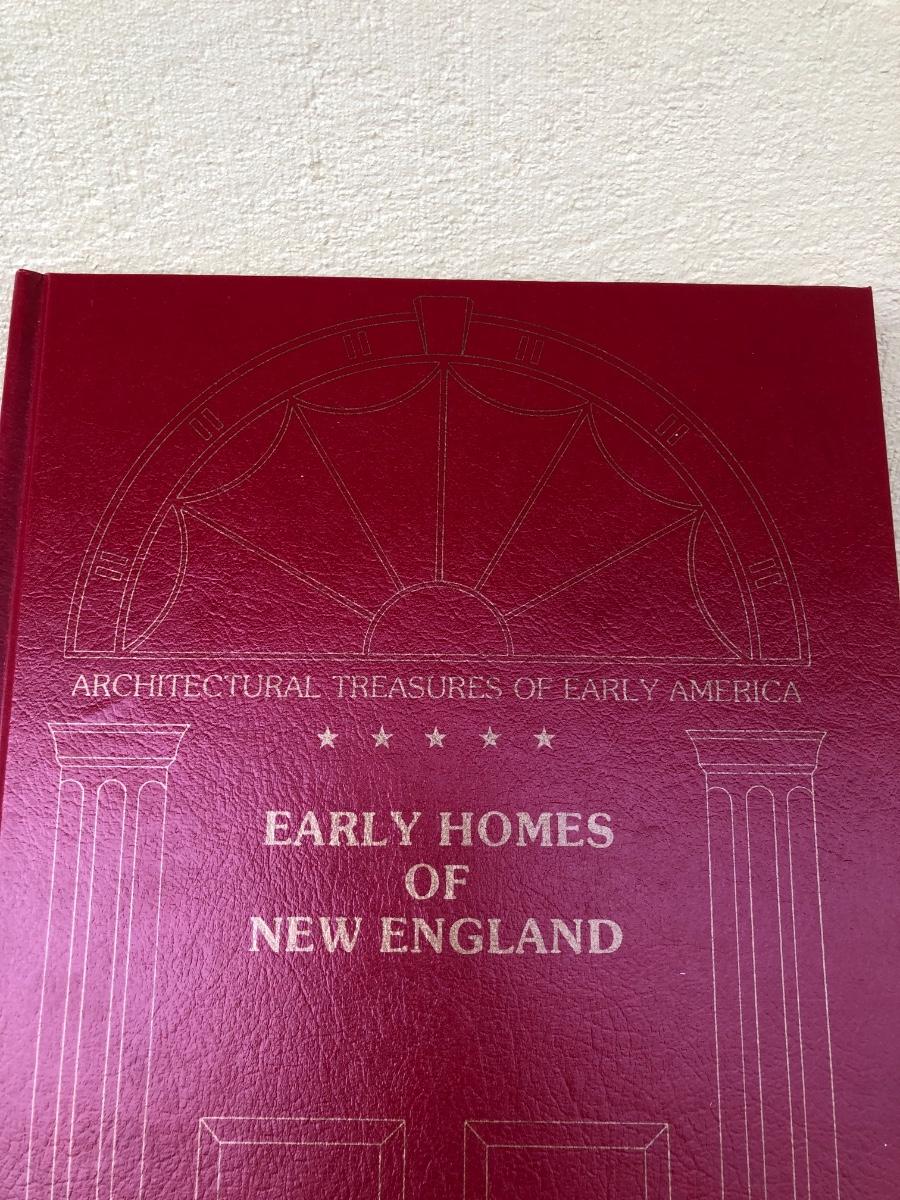 ARCHITECTURAL TREASURES OF EARLY AMERICA
EARLY HOMES
OF
NEW ENGLAND